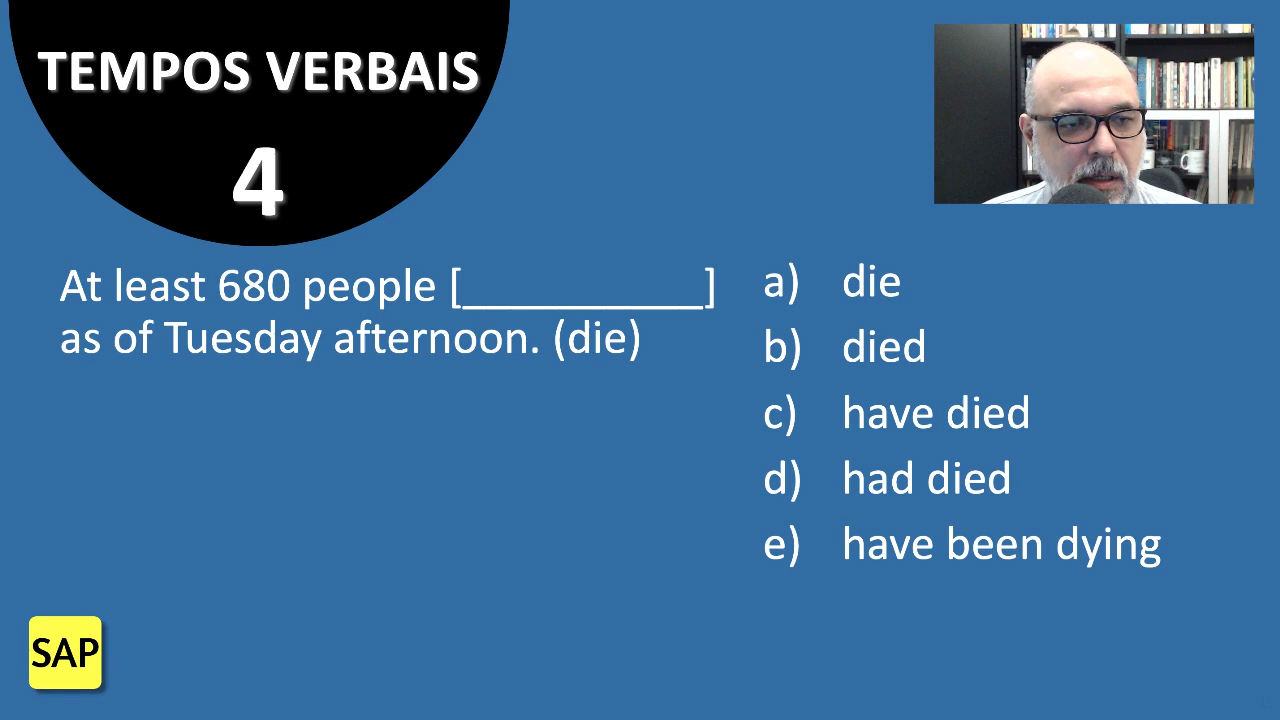 TEMPOS VERBAIS
4
At least 680 people [__________]
as of Tuesday afternoon. (die)
a) die
b) died
c) have died
d) had died
e) have been dying
SAP